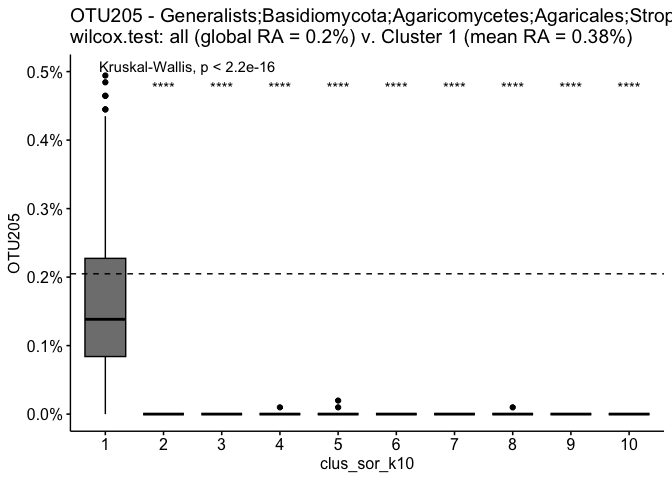 OTU205 - Generalists;Basidiomycota;Agaricomycetes;Agaricales;Strop
wilcox.test: all (global RA = 0.2%) v. Cluster 1 (mean RA = 0.38%)
Kruskal-Wallis, p < 2.2e-16
**** **** **** **** **** **** **** **** ****
0.5%
0.4%
0.3%
0.2%
0.1%
0.0%
OTU205
1 2 3 4 5 6 7 8 9 10
clus_sor_k10